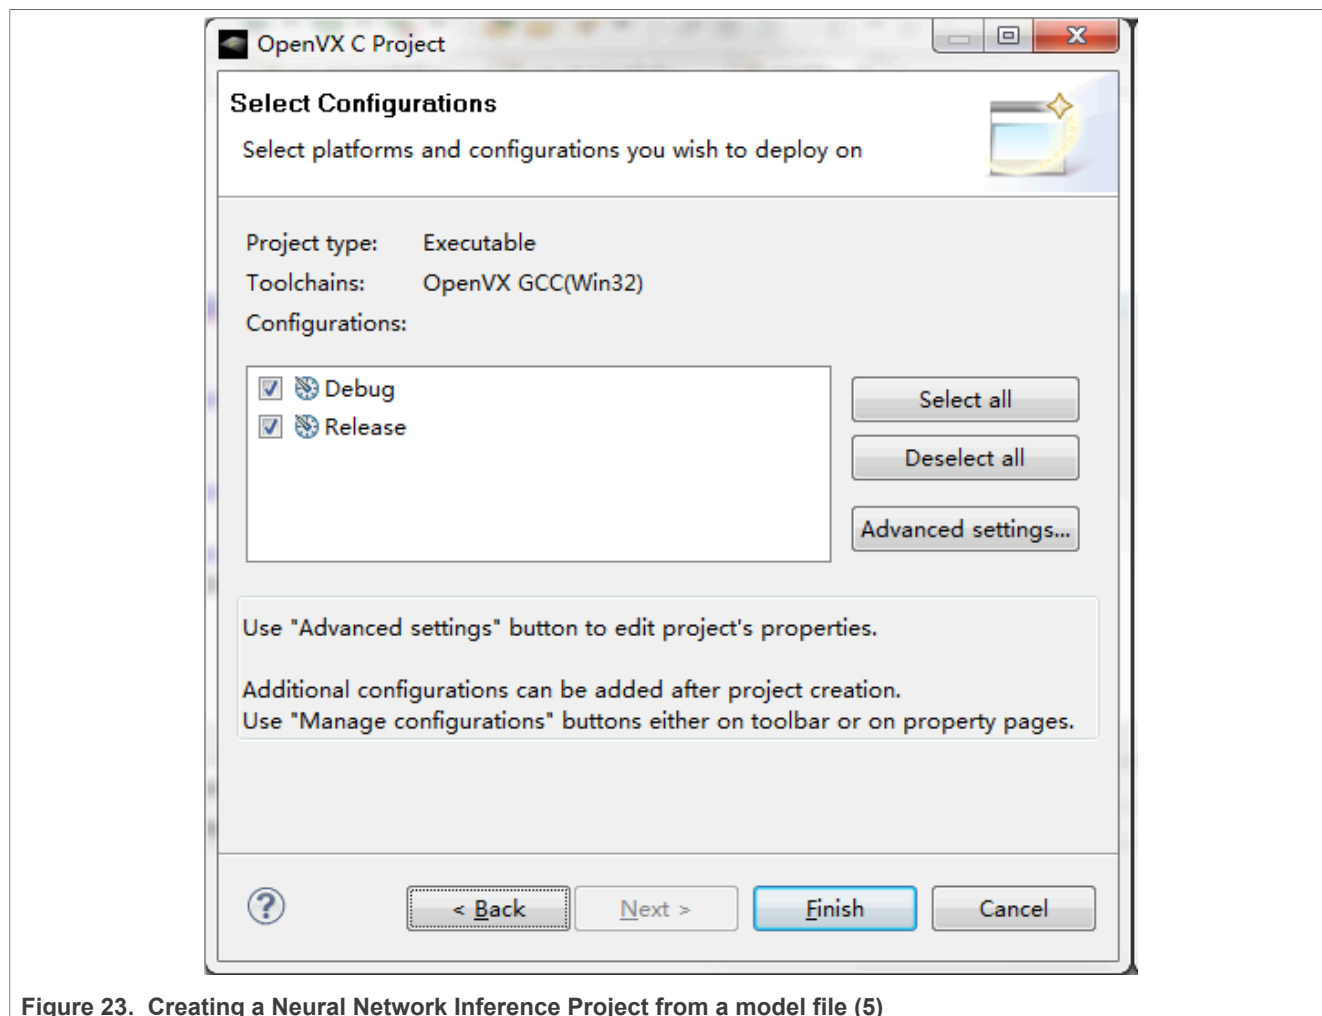 OpenVX C Project
Select Configurations
Select platforms and configurations you wish to deploy on
Project type: Executable
Toolchains: OpenVX GCC(Win32)
Configurations:
Debug
Release
Select all
Deselect all
Advanced settings...
Use "Advanced settings" button to edit project's properties.
Additional configurations can be added after project creation.
Use "Manage configurations" buttons either on toolbar or on property pages.
< Back
Next >
Finish
Cancel
Figure 23. Creating a Neural Network Inference Project from a model file (5)